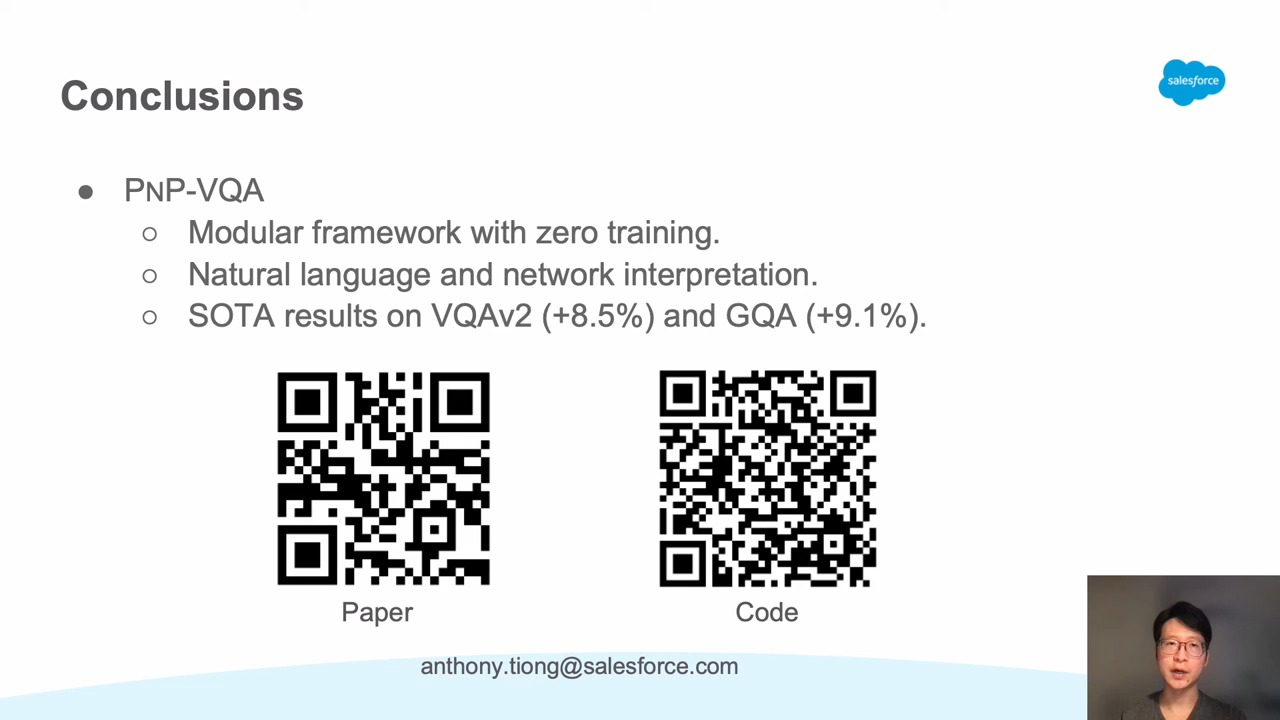 Conclusions
salesforce
● PNP-VQA
○ Modular framework with zero training.
○ Natural language and network interpretation.
○ SOTA results on VQAv2 (+8.5%) and GQA (+9.1%).
Paper
Code
anthony.tiong@salesforce.com